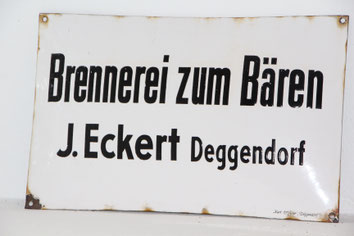 Brennerei zum Bären
J. Eckert Deggendorf